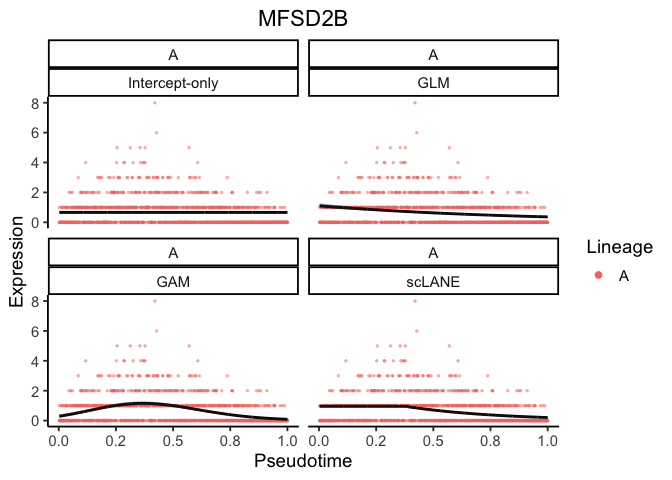 MFSD2B
A A
Intercept-only GLM
8
6
4
2
0
Expression
A A
GAM scLANE
8
6
4
2
0
0.0 0.2 0.5 0.8 1.0 0.0 0.2 0.5 0.8 1.0
Pseudotime
Lineage
A